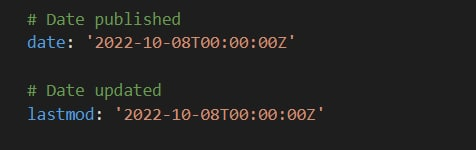 # Date published
date: '2022-10-08T00:00:00Z'
# Date updated
lastmod: '2022-10-08T00:00:00Z'